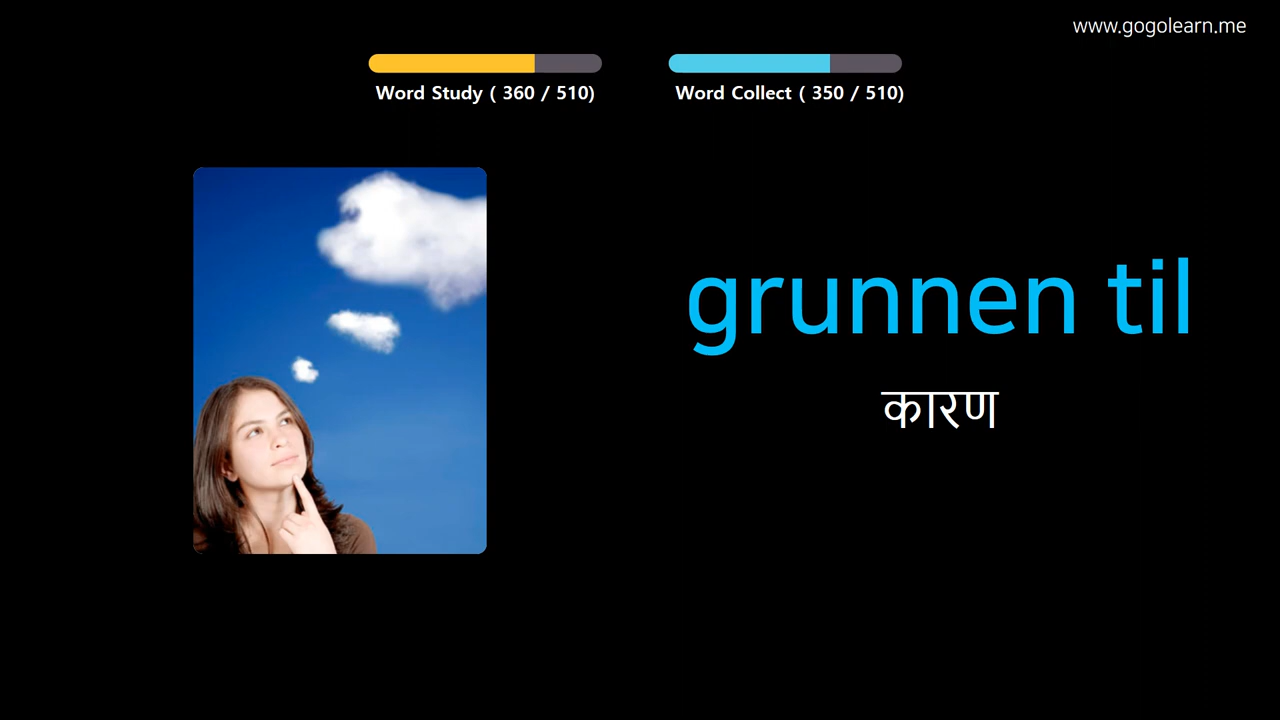 www.gogolearn.me
Word Study ( 360 / 510)
Word Collect ( 350 / 510)
grunnen til
कारण